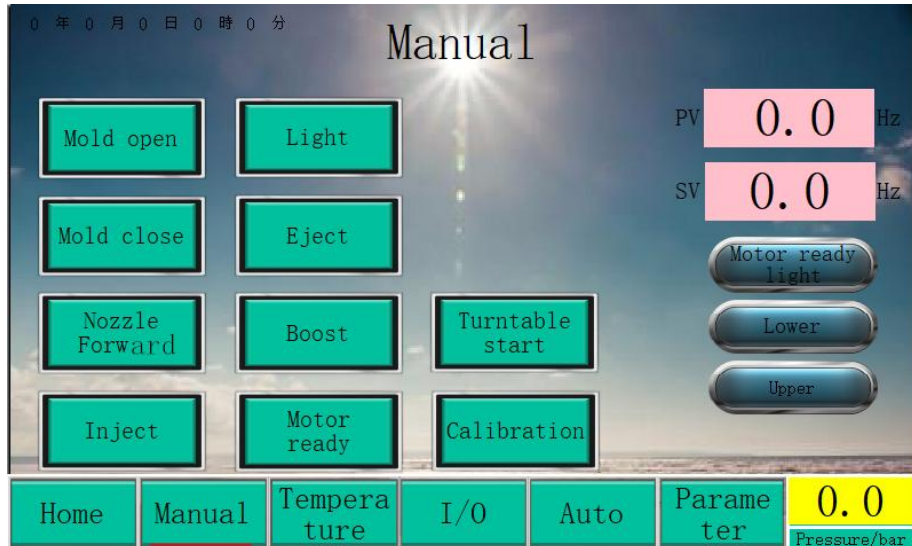 0 年 0 月 0 日 0 時 0 分
Manual
Mold open
Light
PV 0.0 Hz
Mold close
Eject
SV 0.0 Hz
Motor ready
light
Nozzle
Forward
Boost
Turntable
start
Lower
Upper
Inject
Motor
ready
Calibration
Home
Manual
Tempera
ture
I/O
Auto
Parame
ter
0.0
Pressure/bar